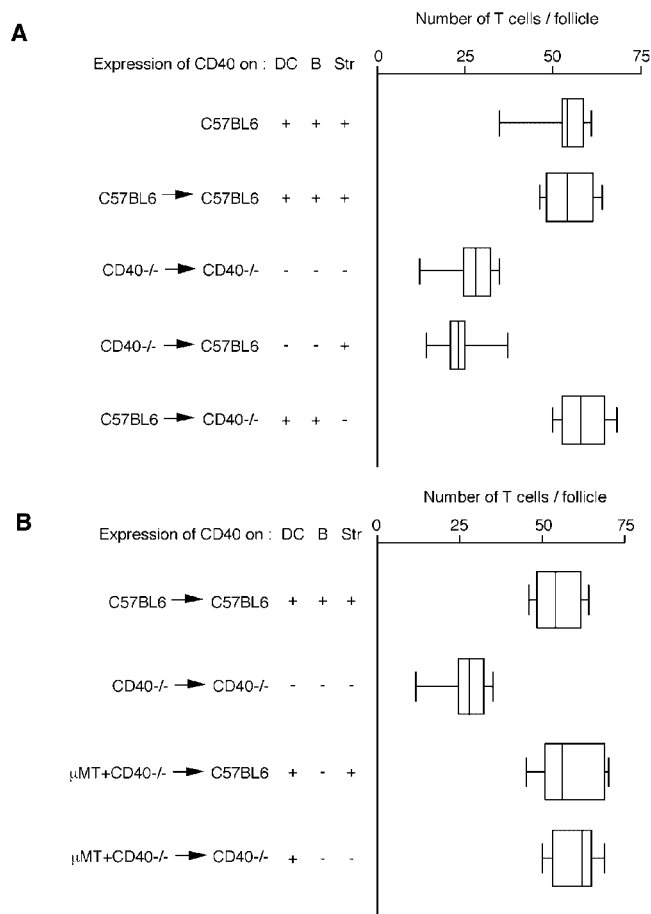 A
Number of T cells / follicle
Expression of CD40 on : DC B Str 0 25 50 75
C57BL6 + + +
C57BL6 → C57BL6 + + +
CD40-/- → CD40-/- - - -
CD40-/- → C57BL6 - - +
C57BL6 → CD40-/- + + -
B
Number of T cells / follicle
Expression of CD40 on : DC B Str 0 25 50 75
C57BL6 → C57BL6 + + +
CD40-/- → CD40-/- - - -
μMT+CD40-/- → C57BL6 + - +
μMT+CD40-/- → CD40-/- + - -